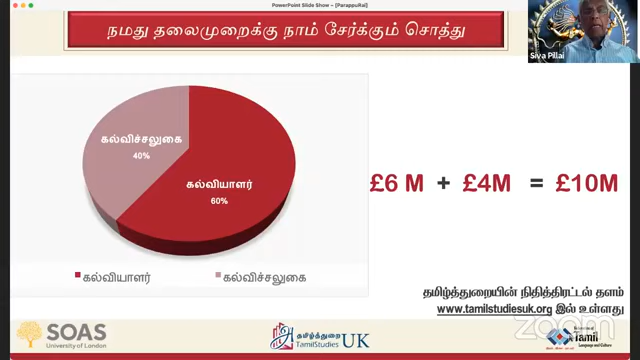 PowerPoint Slide Show - [ParappuRai]
Siva Pillai
நமது தலைமுறைக்கு நாம் சேர்க்கும் சொத்து
கல்விச்சலுகை
40%
கல்வியாளர்
60%
கல்வியாளர் கல்விச்சலுகை
£6 M + £4M = £10M
தமிழ்த்துறையின் நிதித்திரட்டல் தளம்
www.tamilstudiesuk.org இல் உள்ளது
zoom
SOAS
University of London
தமிழ்த்துறை
TamilStudies UK
Tamil
Language and Culture